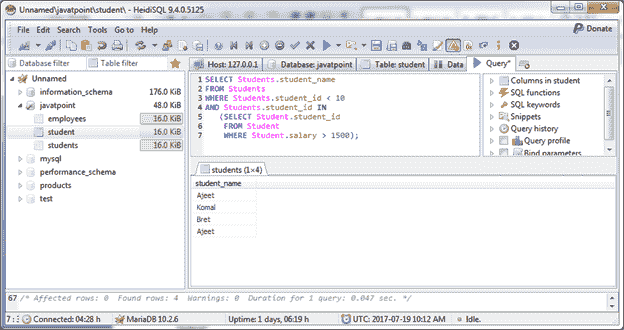 Unnamed\javatpoint\student\ - HeidiSQL 9.4.0.5125
File Edit Search Tools Go to Help
Donate
Database filter Table filter
Host: 127.0.0.1 Database: javatpoint Table: student Data Query*
Unnamed
information_schema 176.0 KiB
javatpoint 48.0 KiB
employees 16.0 KiB
student 16.0 KiB
students 16.0 KiB
mysql
performance_schema
products
test
1 SELECT Students.student_name
2 FROM Students
3 WHERE Students.student_id < 10
4 AND Students.student_id IN
5 (SELECT Student.student_id
6 FROM Student
7 WHERE Student.salary > 1500);
Columns in student
SQL functions
SQL keywords
Snippets
Query history
Query profile
Bind parameters
students (1×4)
student_name
Ajeet
Komal
Bret
Ajeet
67 /* Affected rows: 0 Found rows: 4 Warnings: 0 Duration for 1 query: 0.047 sec. */
7 : Connected: 04:28 h MariaDB 10.2.6 Uptime: 1 days, 06:19 h UTC: 2017-07-19 10:12 AM Idle.